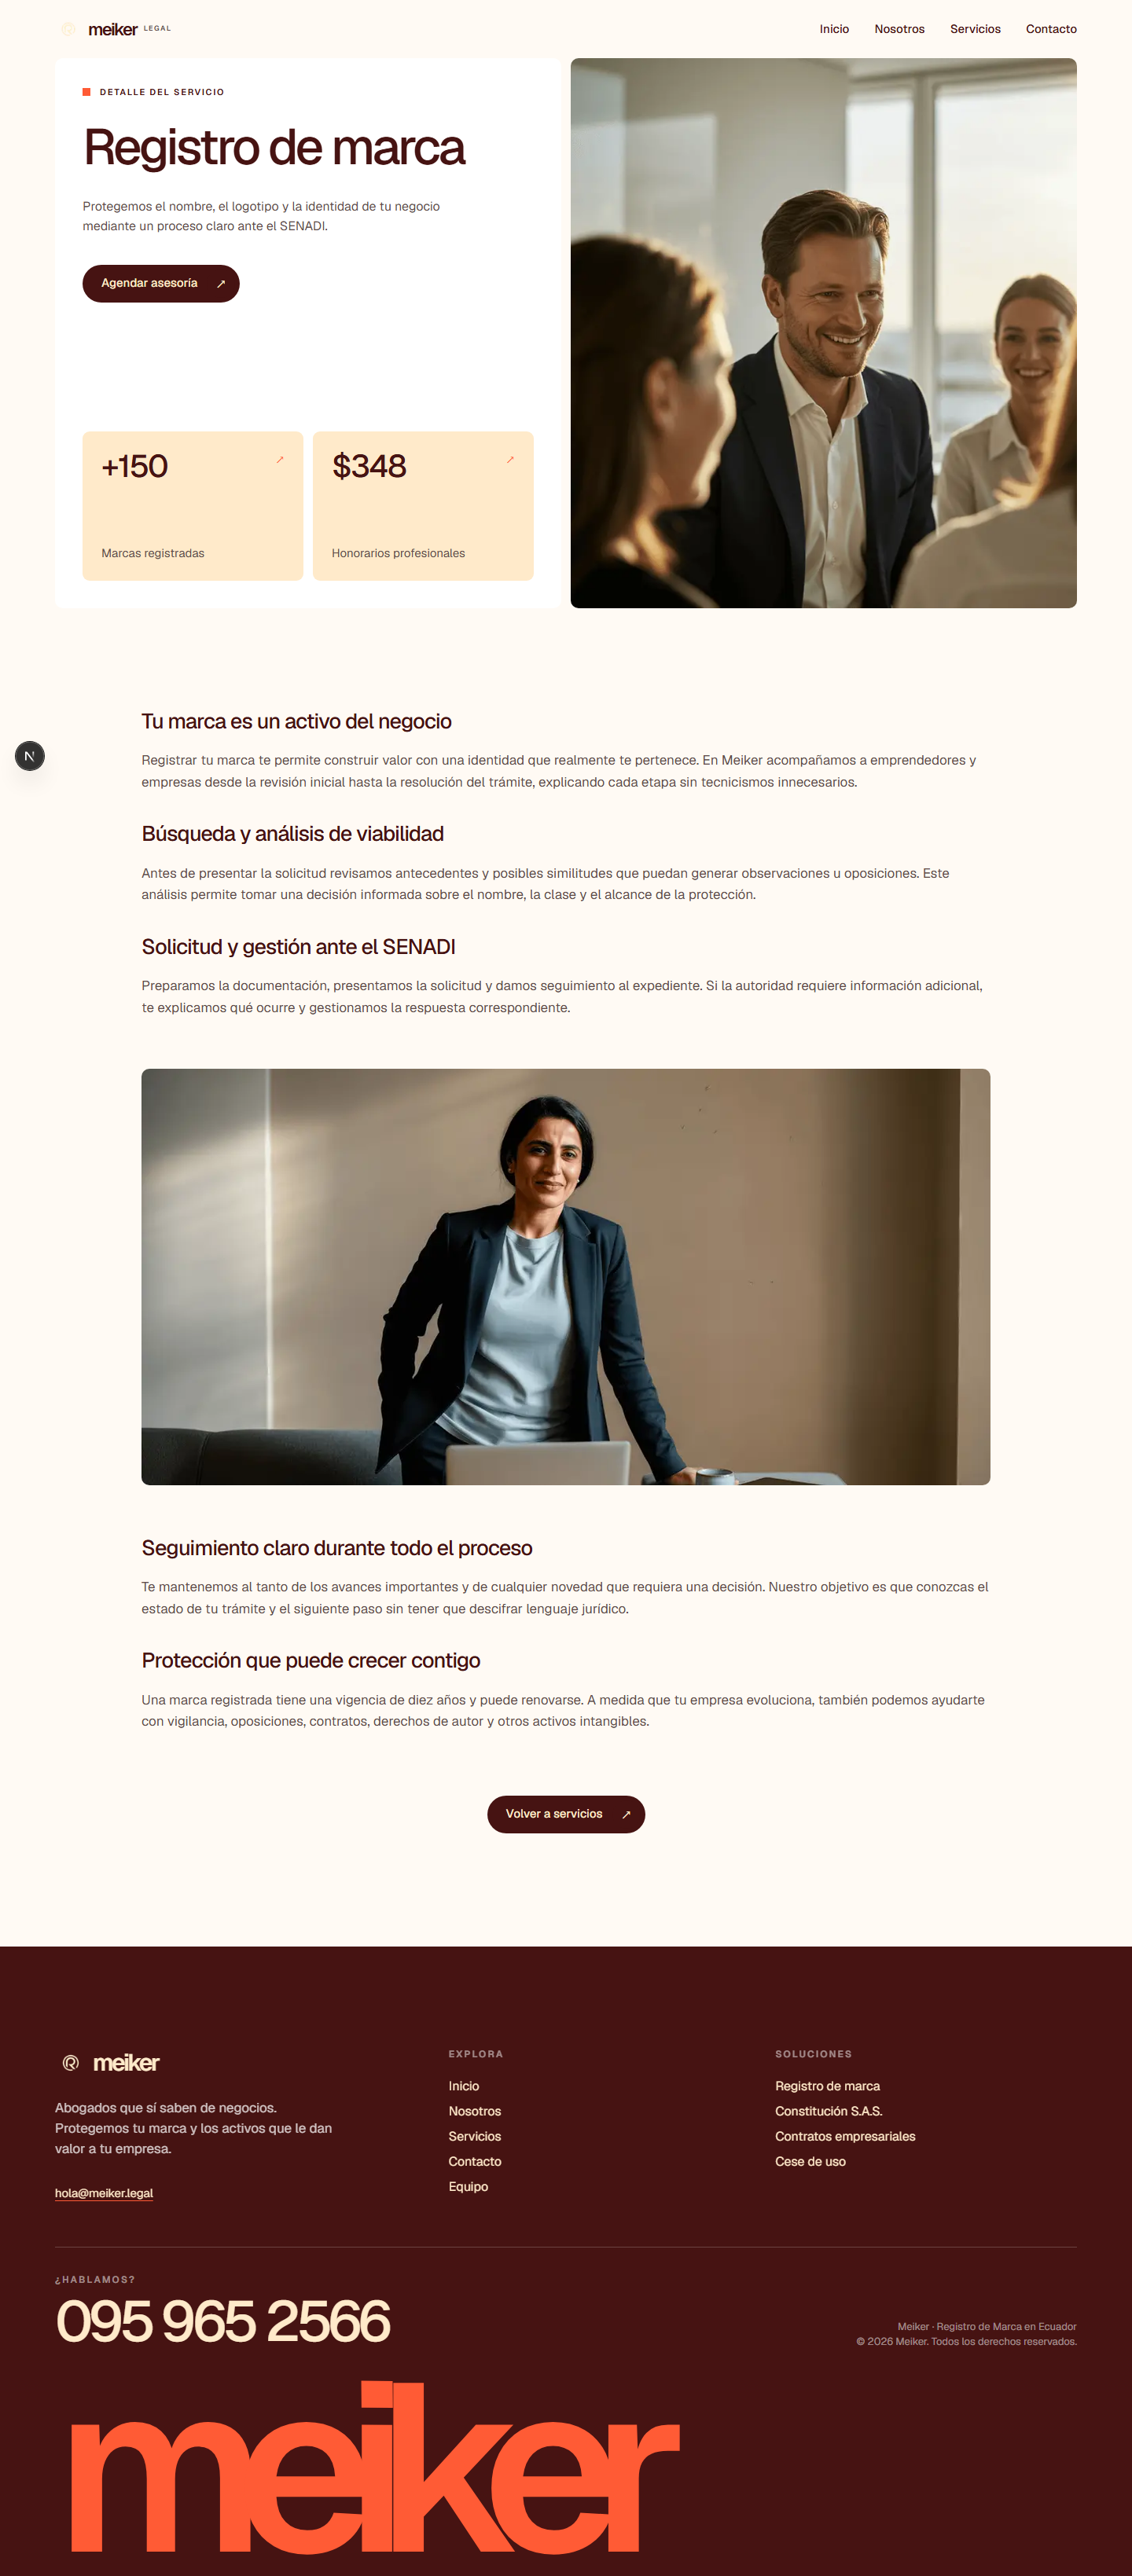 meiker LEGAL
Inicio Nosotros Servicios Contacto
DETALLE DEL SERVICIO
Registro de marca
Protegemos el nombre, el logotipo y la identidad de tu negocio
mediante un proceso claro ante el SENADI.
Agendar asesoría ↗
+150 ↗
Marcas registradas
$348 ↗
Honorarios profesionales
Tu marca es un activo del negocio
Registrar tu marca te permite construir valor con una identidad que realmente te pertenece. En Meiker acompañamos a emprendedores y
empresas desde la revisión inicial hasta la resolución del trámite, explicando cada etapa sin tecnicismos innecesarios.
N
Búsqueda y análisis de viabilidad
Antes de presentar la solicitud revisamos antecedentes y posibles similitudes que puedan generar observaciones u oposiciones. Este
análisis permite tomar una decisión informada sobre el nombre, la clase y el alcance de la protección.
Solicitud y gestión ante el SENADI
Preparamos la documentación, presentamos la solicitud y damos seguimiento al expediente. Si la autoridad requiere información adicional,
te explicamos qué ocurre y gestionamos la respuesta correspondiente.
Seguimiento claro durante todo el proceso
Te mantenemos al tanto de los avances importantes y de cualquier novedad que requiera una decisión. Nuestro objetivo es que conozcas el
estado de tu trámite y el siguiente paso sin tener que descifrar lenguaje jurídico.
Protección que puede crecer contigo
Una marca registrada tiene una vigencia de diez años y puede renovarse. A medida que tu empresa evoluciona, también podemos ayudarte
con vigilancia, oposiciones, contratos, derechos de autor y otros activos intangibles.
Volver a servicios ↗
meiker
Abogados que sí saben de negocios.
Protegemos tu marca y los activos que le dan
valor a tu empresa.
hola@meiker.legal
EXPLORA
Inicio
Nosotros
Servicios
Contacto
Equipo
SOLUCIONES
Registro de marca
Constitución S.A.S.
Contratos empresariales
Cese de uso
¿HABLAMOS?
095 965 2566
Meiker · Registro de Marca en Ecuador
© 2026 Meiker. Todos los derechos reservados.
meiker